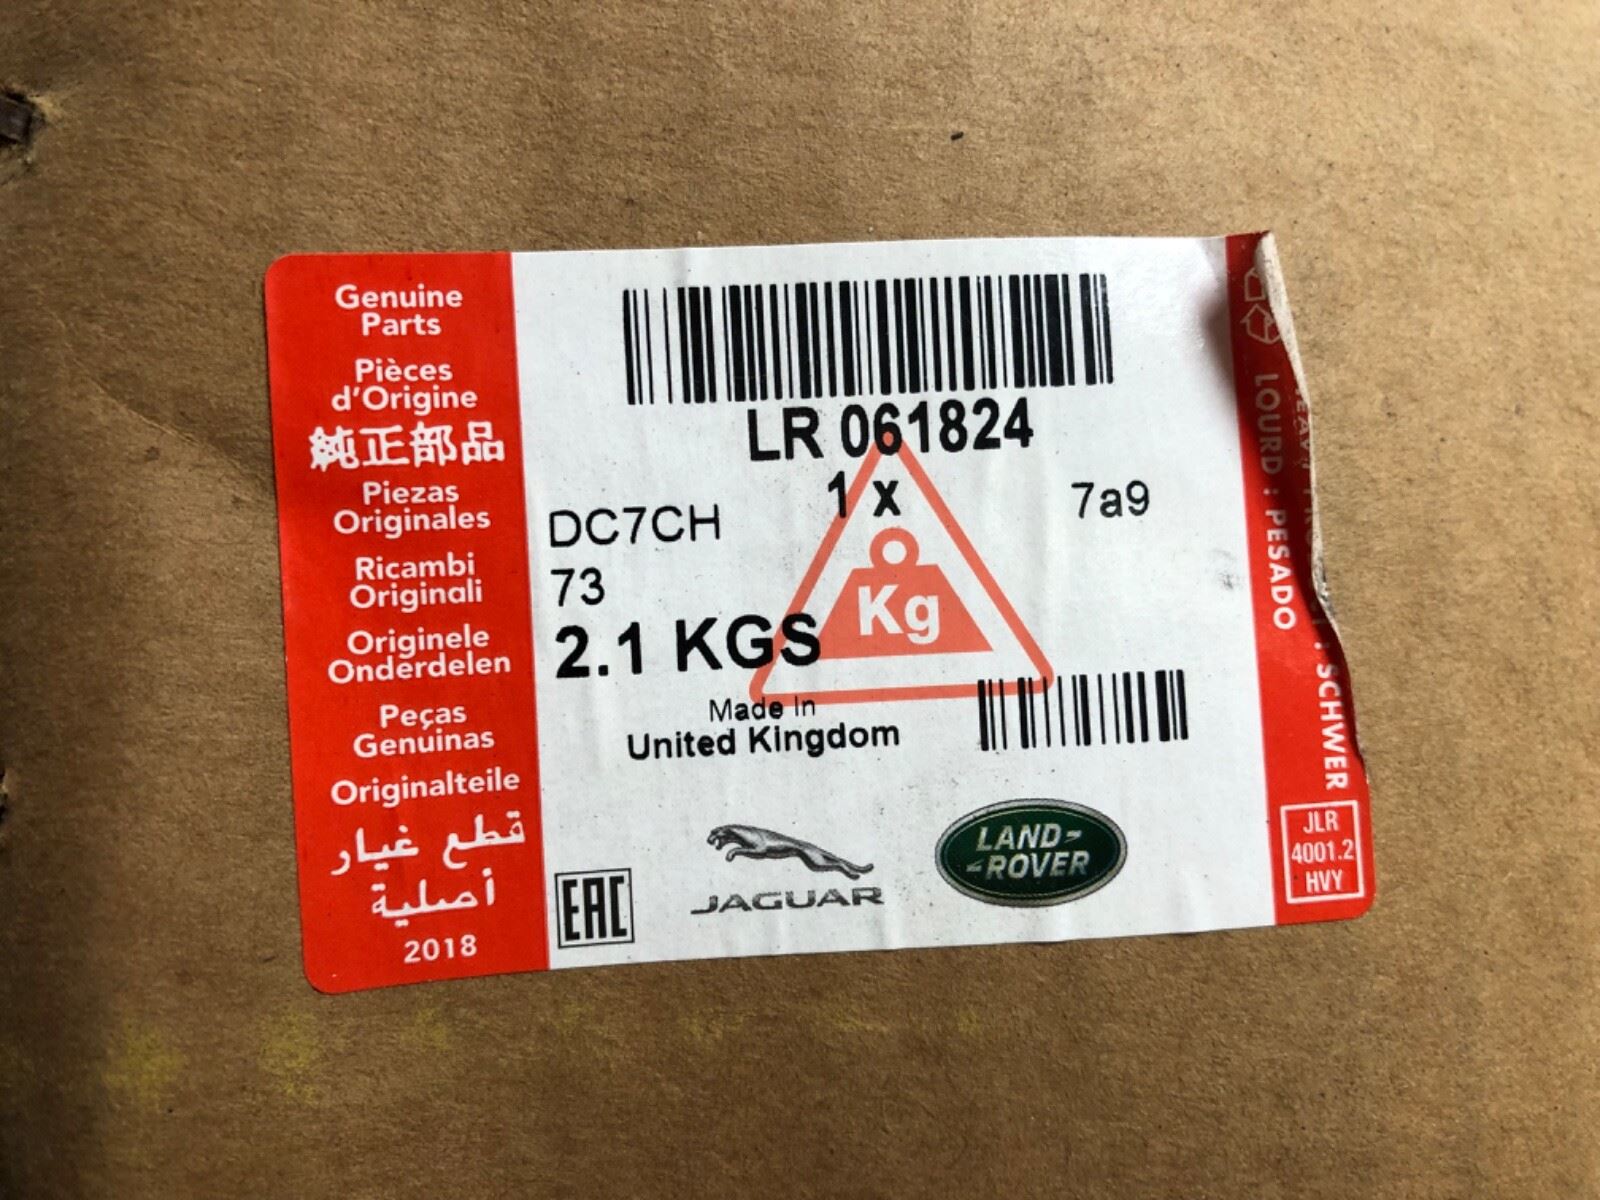 Genuine
Parts
Pièces
d'Origine
純正部品
Piezas
Originales
Ricambi
Originali
Originele
Onderdelen
Peças
Genuinas
Originalteile
قطع غيار
أصلية
2018
LR 061824
1 x
7a9
DC7CH
73
2.1 KGS
Kg
Made In
United Kingdom
EAC
JAGUAR
LAND-
-ROVER
LOURD : PESADO
: SCHWER
JLR
4001.2
HVY